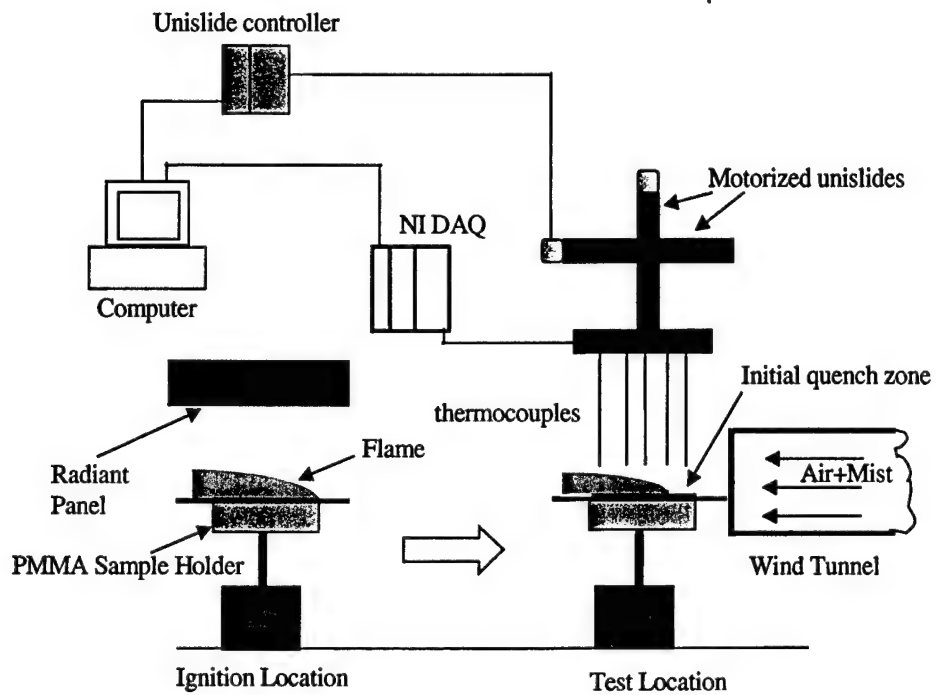 Unislide controller
Motorized unislides
NI DAQ
Computer
Initial quench zone
thermocouples
Flame
Radiant
Panel
Air+Mist
PMMA Sample Holder
Wind Tunnel
Ignition Location
Test Location